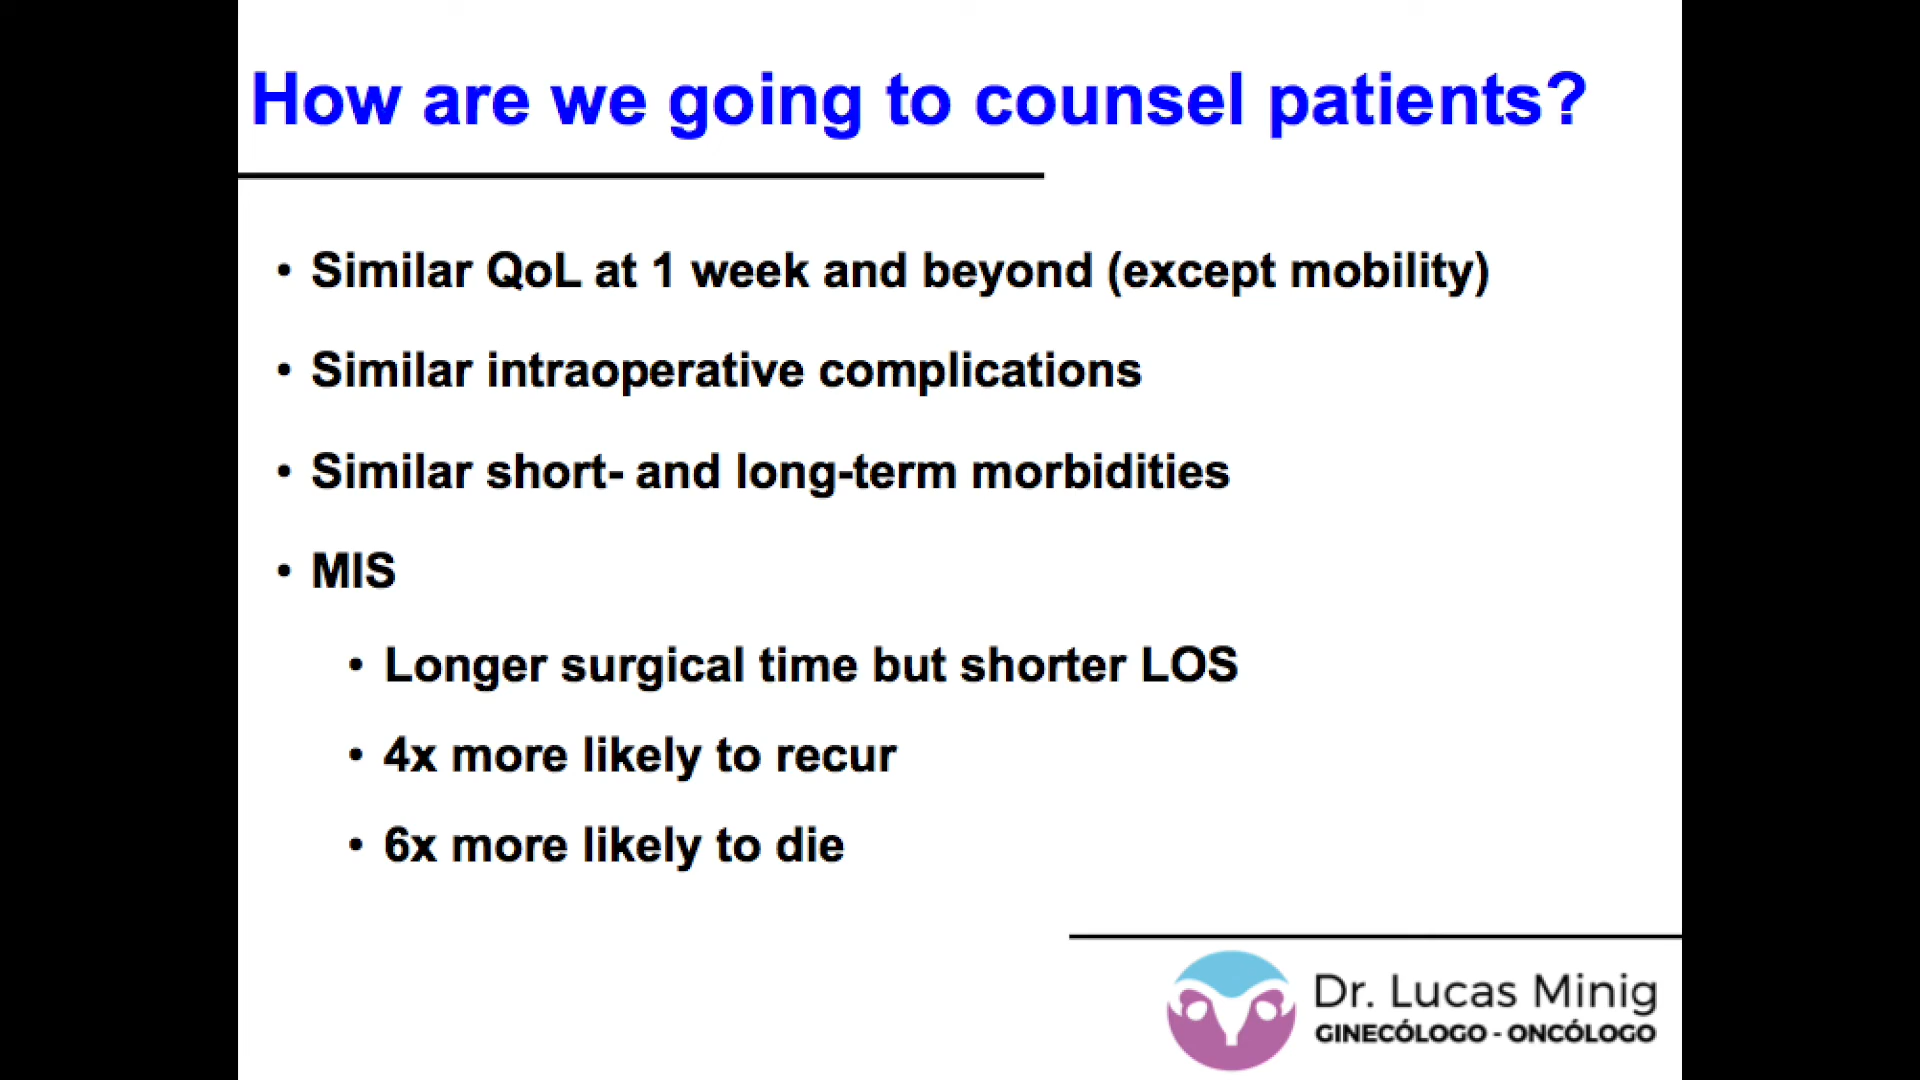 How are we going to counsel patients?
• Similar QoL at 1 week and beyond (except mobility)
• Similar intraoperative complications
• Similar short- and long-term morbidities
• MIS
• Longer surgical time but shorter LOS
• 4x more likely to recur
• 6x more likely to die
Dr. Lucas Minig
GINECÓLOGO - ONCÓLOGO